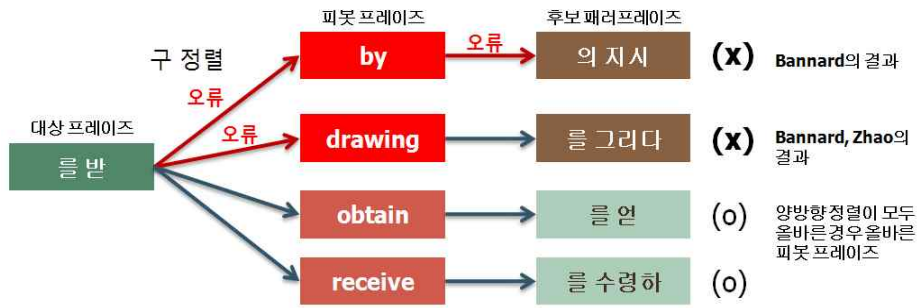 피봇 프레이즈
후보 패러프레이즈
구 정렬
by
오류
의 지시
(x)
Bannard의 결과
오류
대상 프레이즈
오류
를 받
drawing
를 그리다
(x)
Bannard, Zhao의
결과
obtain
를 얻
(o)
양방향 정렬이 모두
올바른 경우 올바른
피봇 프레이즈
receive
를 수령하
(o)